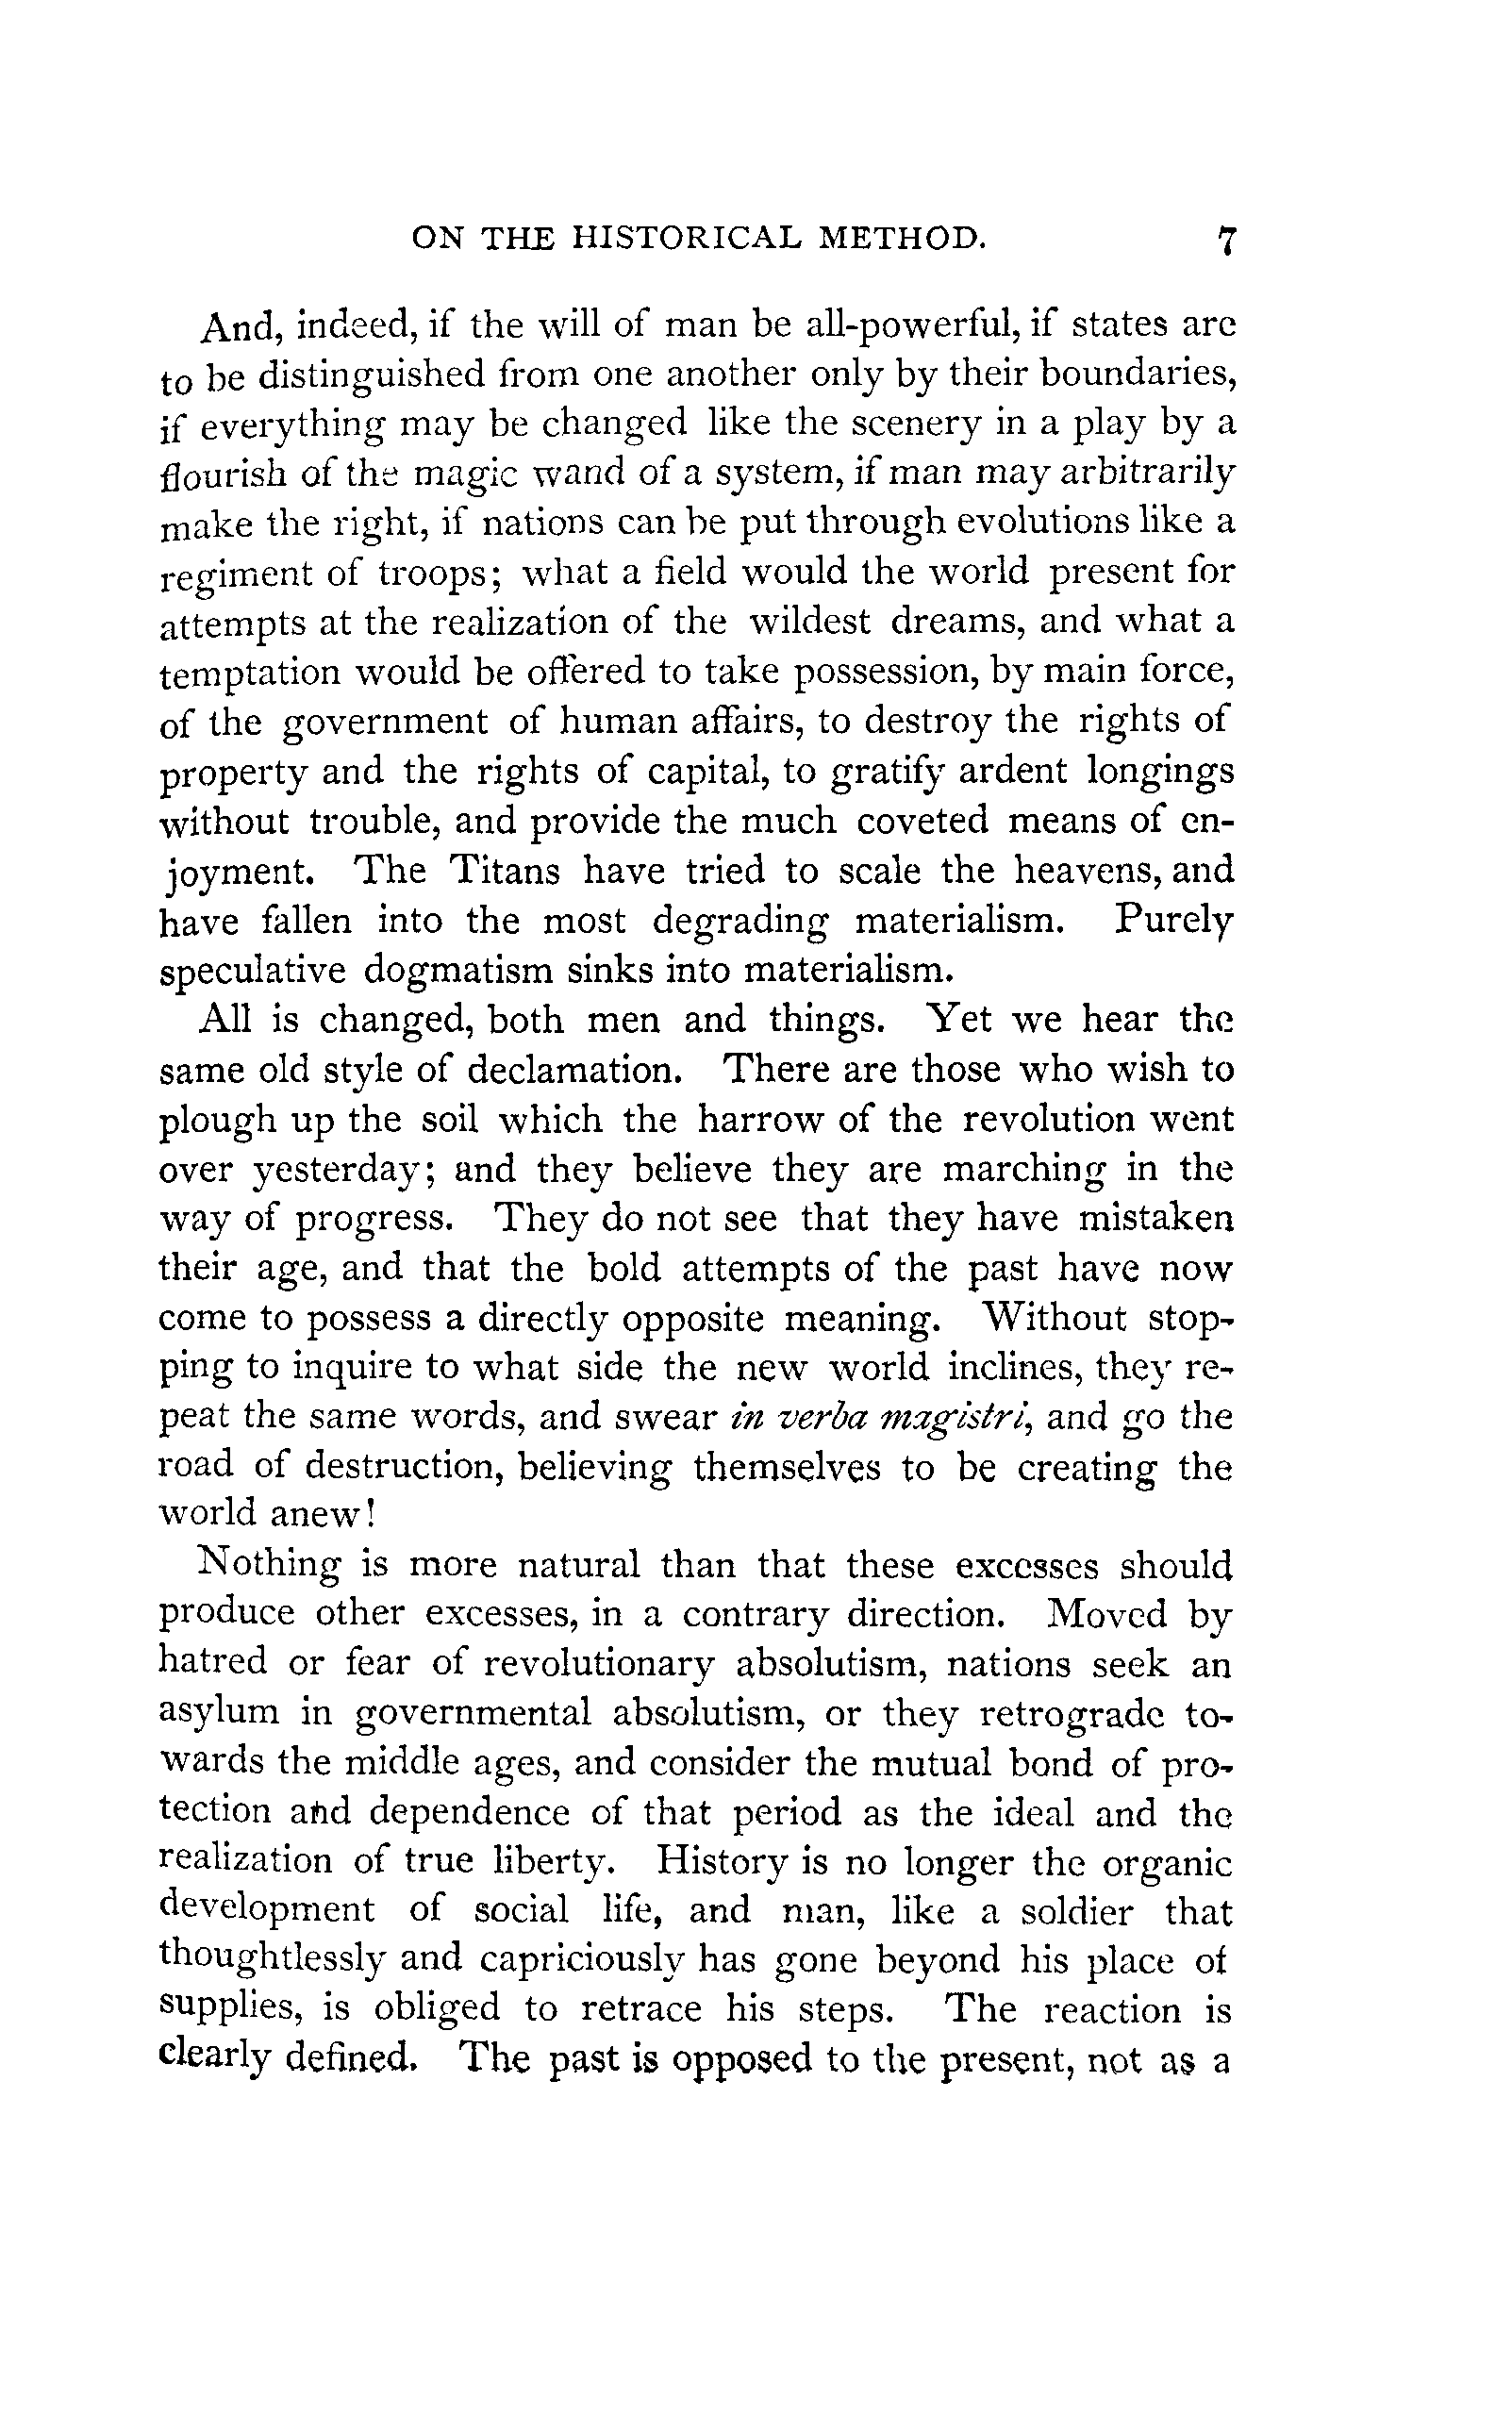 ON THE HISTORICAL METHOD. 7
And, indeed, if the will of man be all-powerful, if states are
to be distinguished from one another only by their boundaries,
if everything may be changed like the scenery in a play by a
flourish of the magic wand of a system, if man may arbitrarily
make the right, if nations can be put through evolutions like a
regiment of troops; what a field would the world present for
attempts at the realization of the wildest dreams, and what a
temptation would be offered to take possession, by main force,
of the government of human affairs, to destroy the rights of
property and the rights of capital, to gratify ardent longings
without trouble, and provide the much coveted means of en-
joyment. The Titans have tried to scale the heavens, and
have fallen into the most degrading materialism. Purely
speculative dogmatism sinks into materialism.
All is changed, both men and things. Yet we hear the
same old style of declamation. There are those who wish to
plough up the soil which the harrow of the revolution went
over yesterday; and they believe they are marching in the
way of progress. They do not see that they have mistaken
their age, and that the bold attempts of the past have now
come to possess a directly opposite meaning. Without stop-
ping to inquire to what side the new world inclines, they re-
peat the same words, and swear in verba magistri, and go the
road of destruction, believing themselves to be creating the
world anew!
Nothing is more natural than that these excesses should
produce other excesses, in a contrary direction. Moved by
hatred or fear of revolutionary absolutism, nations seek an
asylum in governmental absolutism, or they retrograde to-
wards the middle ages, and consider the mutual bond of pro-
tection and dependence of that period as the ideal and the
realization of true liberty. History is no longer the organic
development of social life, and man, like a soldier that
thoughtlessly and capriciously has gone beyond his place of
supplies, is obliged to retrace his steps. The reaction is
clearly defined. The past is opposed to the present, not as a